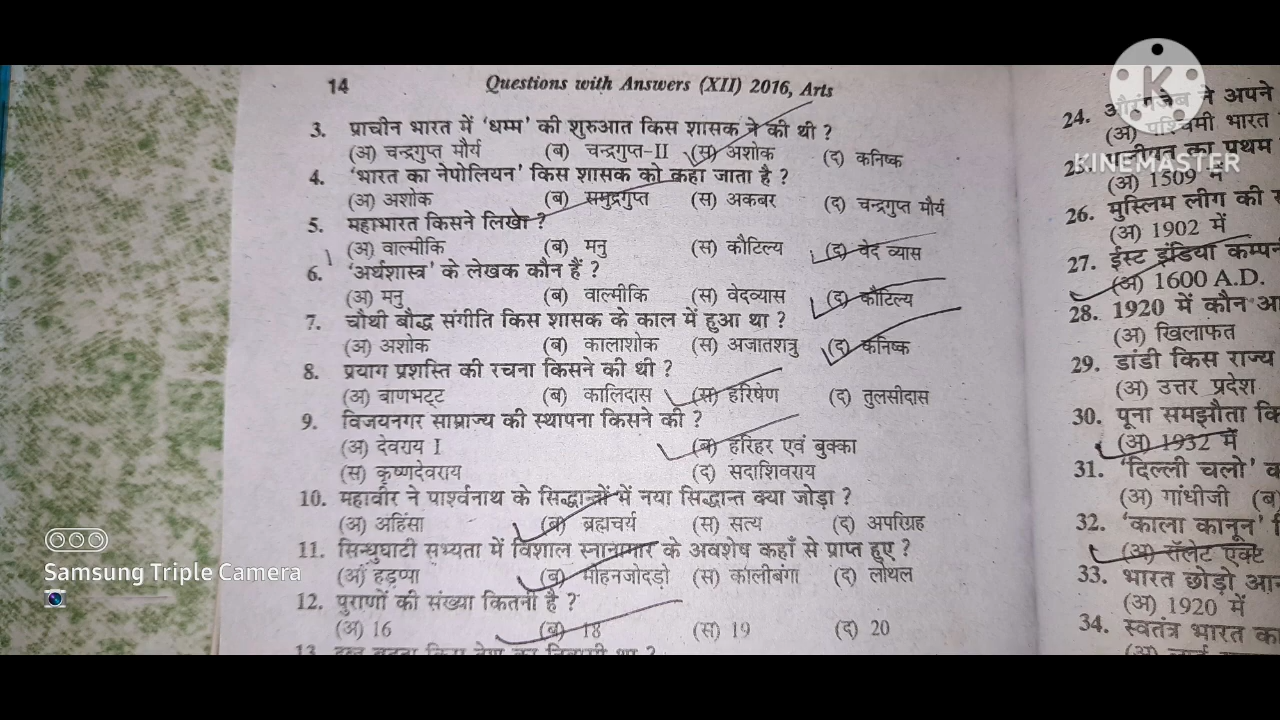 14
Questions with Answers (XII) 2016, Arts
3. प्राचीन भारत में ‘धम्म’ की शुरुआत किस शासक ने की थी ?
(अ) चन्द्रगुप्त मौर्य (ब) चन्द्रगुप्त-II (स) अशोक (द) कनिष्क
4. ‘भारत का नेपोलियन’ किस शासक को कहा जाता है ?
(अ) अशोक (ब) समुद्रगुप्त (स) अकबर (द) चन्द्रगुप्त मौर्य
5. महाभारत किसने लिखा ?
(अ) वाल्मीकि (ब) मनु (स) कौटिल्य (द) वेद व्यास
6. ‘अर्थशास्त्र’ के लेखक कौन हैं ?
(अ) मनु (ब) वाल्मीकि (स) वेदव्यास (द) कौटिल्य
7. चौथी बौद्ध संगीति किस शासक के काल में हुआ था ?
(अ) अशोक (ब) कालाशोक (स) अजातशत्रु (द) कनिष्क
8. प्रयाग प्रशस्ति की रचना किसने की थी ?
(अ) बाणभट्ट (ब) कालिदास (स) हरिषेण (द) तुलसीदास
9. विजयनगर साम्राज्य की स्थापना किसने की ?
(अ) देवराय I (ब) हरिहर एवं बुक्का
(स) कृष्णदेवराय (द) सदाशिवराय
10. महावीर ने पार्श्वनाथ के सिद्धान्तों में नया सिद्धान्त क्या जोड़ा ?
(अ) अहिंसा (ब) ब्रह्मचर्य (स) सत्य (द) अपरिग्रह
11. सिन्धुघाटी सभ्यता में विशाल स्नानागार के अवशेष कहाँ से प्राप्त हुए ?
(अ) हड़प्पा (ब) मोहनजोदड़ो (स) कालीबंगा (द) लोथल
12. पुराणों की संख्या कितनी है ?
(अ) 16 (ब) 18 (स) 19 (द) 20
13.
24. औरंगजेब ने अपने
(अ) पश्चिमी भारत
25. का प्रथम
(अ) 1509
26. मुस्लिम लीग की
(अ) 1902 में
27. ईस्ट इंडिया
(अ) 1600 A.D.
28. 1920 में कौन
(अ) खिलाफत
29. डांडी किस राज्य
(अ) उत्तर प्रदेश
30. पूना समझौता
(अ) 1932 में
31. ‘दिल्ली चलो’
(अ) गांधीजी (ब)
32. ‘काला कानून’
(अ) रॉलेट एक्ट
33. भारत छोड़ो
(अ) 1920 में
34. स्वतंत्र भारत
K
KINEMASTER
Samsung Triple Camera